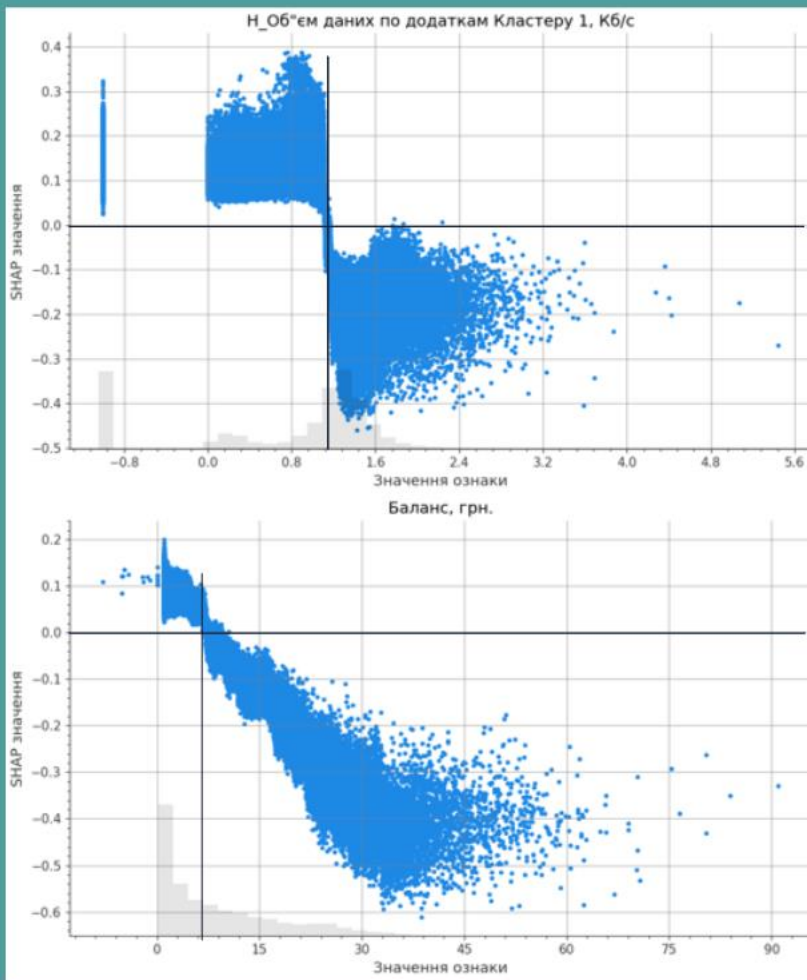 H_Об"єм даних по додаткам Кластеру 1, Кб/с
0.4
0.3
0.2
0.1
0.0
−0.1
−0.2
−0.3
−0.4
−0.5
SHAP значення
−0.8 0.0 0.8 1.6 2.4 3.2 4.0 4.8 5.6
Значення ознаки
Баланс, грн.
0.2
0.1
0.0
−0.1
−0.2
−0.3
−0.4
−0.5
−0.6
SHAP значення
0 15 30 45 60 75 90
Значення ознаки